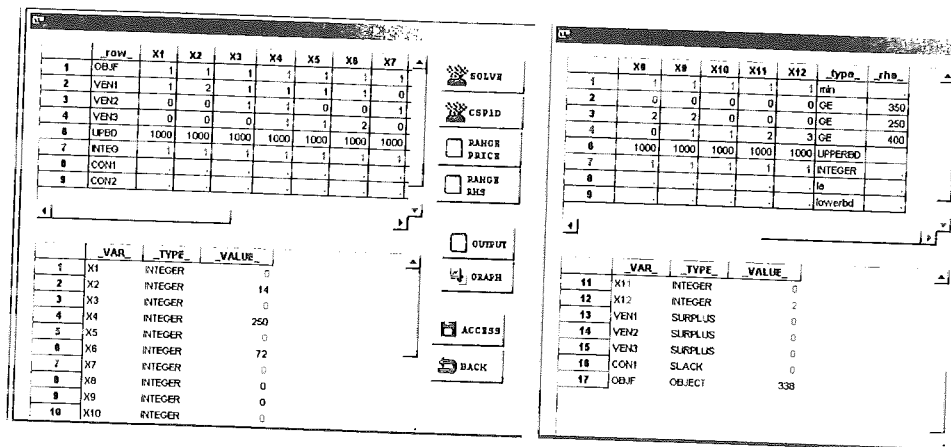 _row_ X1 X2 X3 X4 X5 X6 X7
1 OBJF 1 1 1 1 1 1 1
2 VEN1 1 2 1 1 1 1 0
3 VEN2 0 0 1 1 0 0 1
4 VEN3 0 0 0 1 1 2 0
6 UPBD 1000 1000 1000 1000 1000 1000 1000
7 INTEG 1 1 1 1 1 1 1
8 CON1 . . . . . . .
9 CON2 . . . . . . .
_VAR_ _TYPE_ _VALUE_
1 X1 INTEGER 0
2 X2 INTEGER 14
3 X3 INTEGER 0
4 X4 INTEGER 250
5 X5 INTEGER 0
6 X6 INTEGER 72
7 X7 INTEGER 0
8 X8 INTEGER 0
9 X9 INTEGER 0
10 X10 INTEGER 0
SOLVE
CSPID
RANGE
PRICE
RANGE
RHS
OUTPUT
GRAPH
ACCESS
BACK
X8 X9 X10 X11 X12 _type_ _rhs_
1 1 1 1 1 1 min .
2 0 0 0 0 0 GE 350
3 2 2 0 0 0 GE 250
4 0 1 1 2 3 GE 400
6 1000 1000 1000 1000 1000 UPPERBD .
7 1 1 1 1 1 INTEGER .
8 . . . . . le .
9 . . . . . lowerbd .
_VAR_ _TYPE_ _VALUE_
11 X11 INTEGER 0
12 X12 INTEGER 2
13 VEN1 SURPLUS 0
14 VEN2 SURPLUS 0
15 VEN3 SURPLUS 0
16 CON1 SLACK 0
17 OBJF OBJECT 338